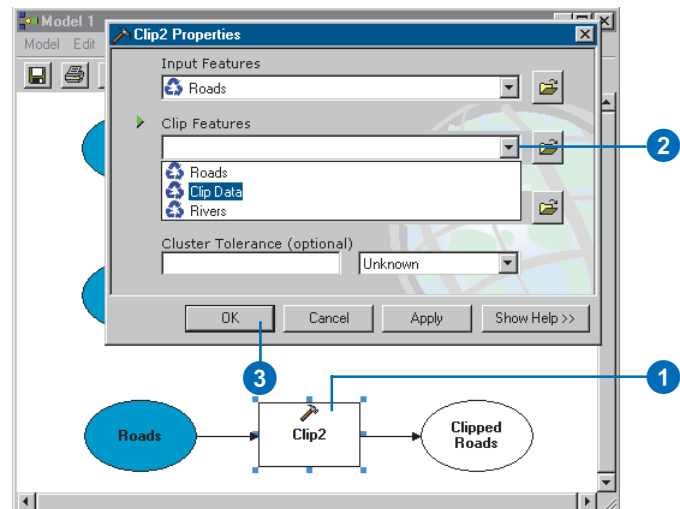 Model 1
Model Edit
Clip2 Properties
Input Features
Roads
Clip Features
2
Roads
Clip Data
Rivers
Cluster Tolerance (optional)
Unknown
OK
Cancel
Apply
Show Help >>
3
1
Roads
Clip2
Clipped
Roads